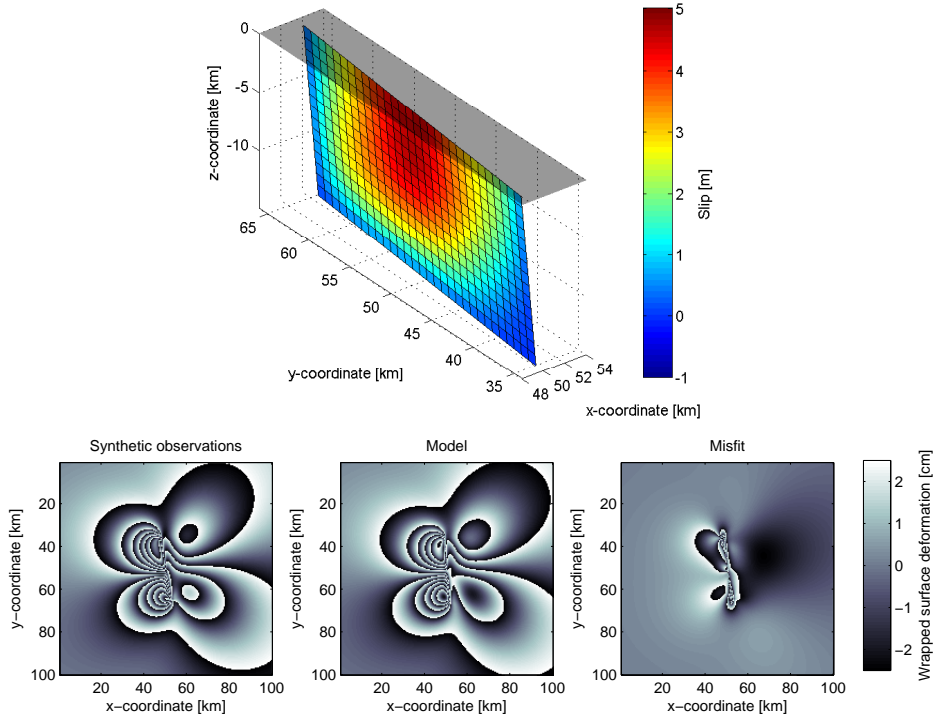 0
−5
−10
z-coordinate [km]
65
60
55
50
45
40
35
y-coordinate [km]
48 50 52 54
x-coordinate [km]
5
4
3
2
1
0
-1
Slip [m]
Synthetic observations
20
40
60
80
100
y−coordinate [km]
20 40 60 80 100
x−coordinate [km]
Model
20
40
60
80
100
y−coordinate [km]
20 40 60 80 100
x−coordinate [km]
Misfit
20
40
60
80
100
y−coordinate [km]
20 40 60 80 100
x−coordinate [km]
2
1
0
−1
−2
Wrapped surface deformation [cm]